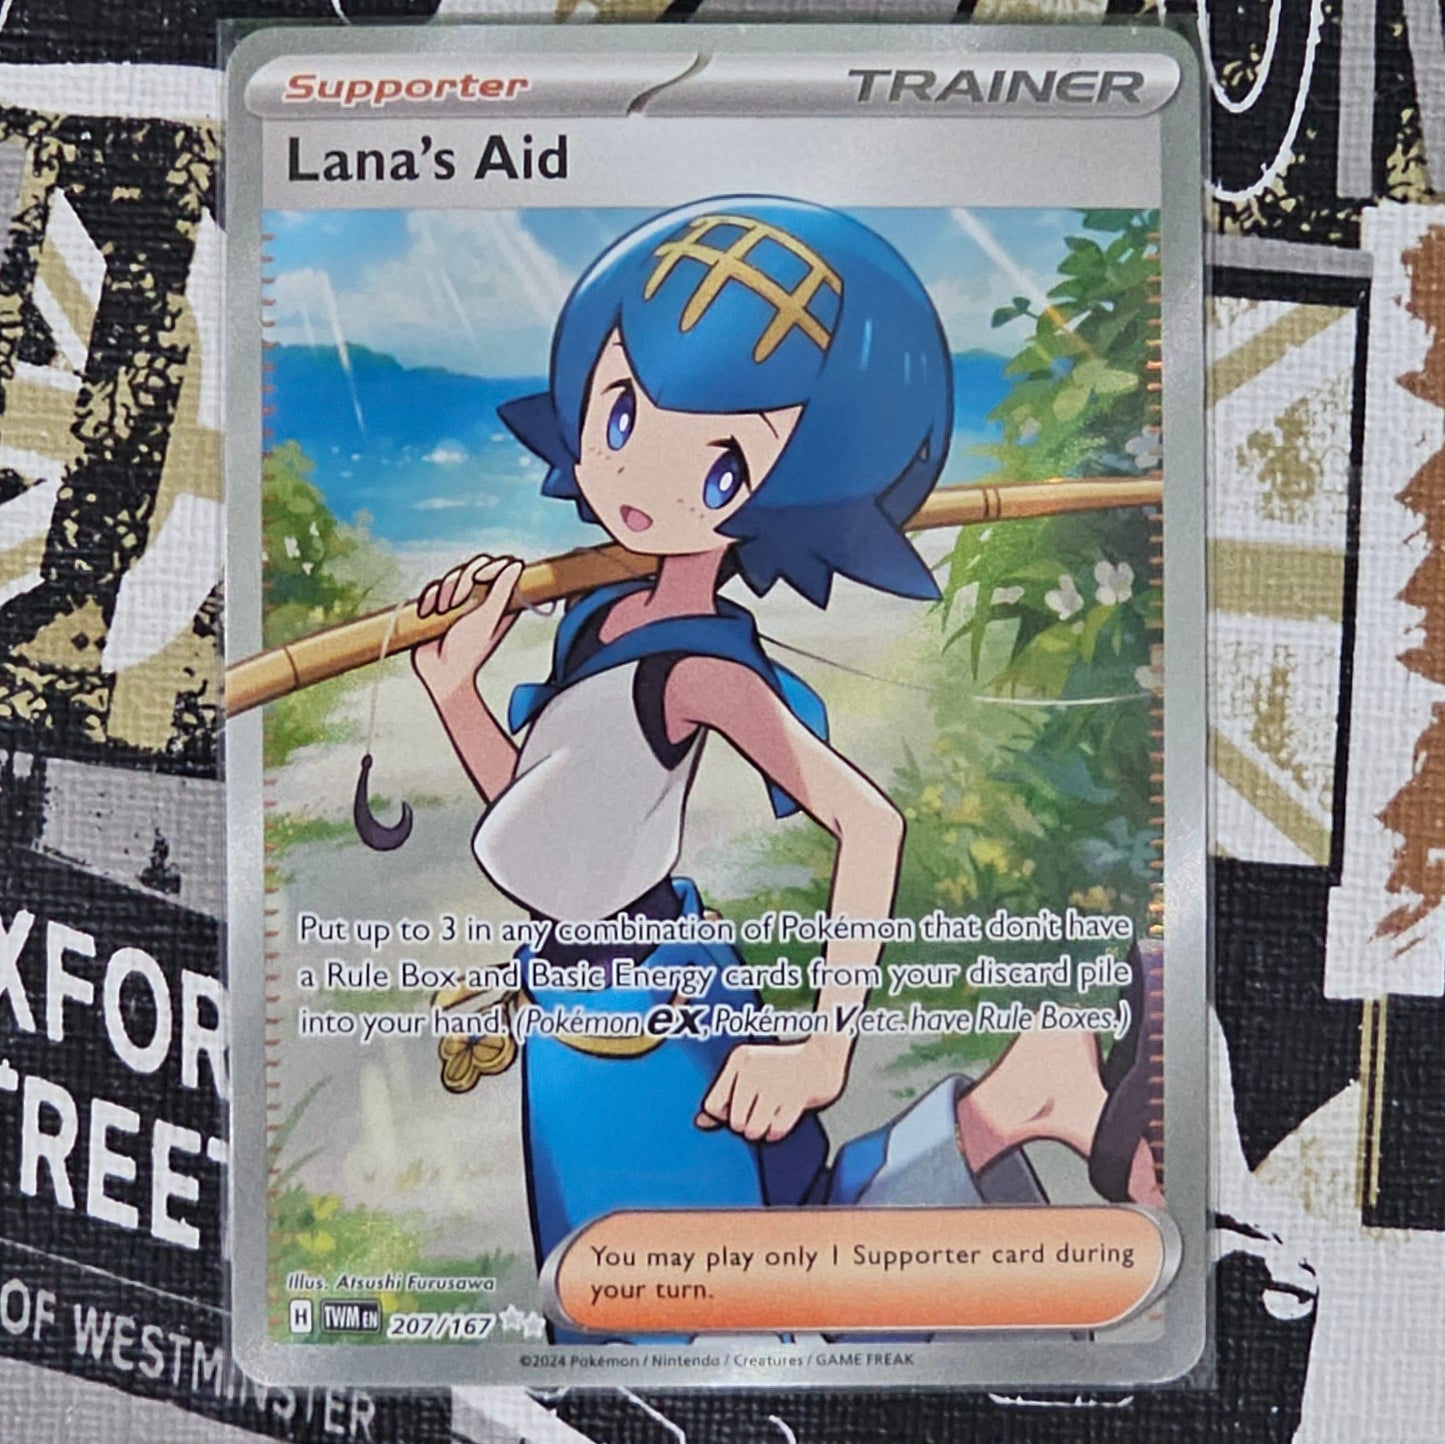 Supporter
TRAINER
Lana's Aid
Put up to 3 in any combination of Pokémon that don't have
a Rule Box and Basic Energy cards from your discard pile
into your hand. (Pokémon ex, Pokémon V, etc. have Rule Boxes.)
You may play only 1 Supporter card during
your turn.
Illus. Atsushi Furusawa
H TWM EN 207/167
©2024 Pokémon / Nintendo / Creatures / GAME FREAK
XFOR
TREET
OF WESTMINSTER